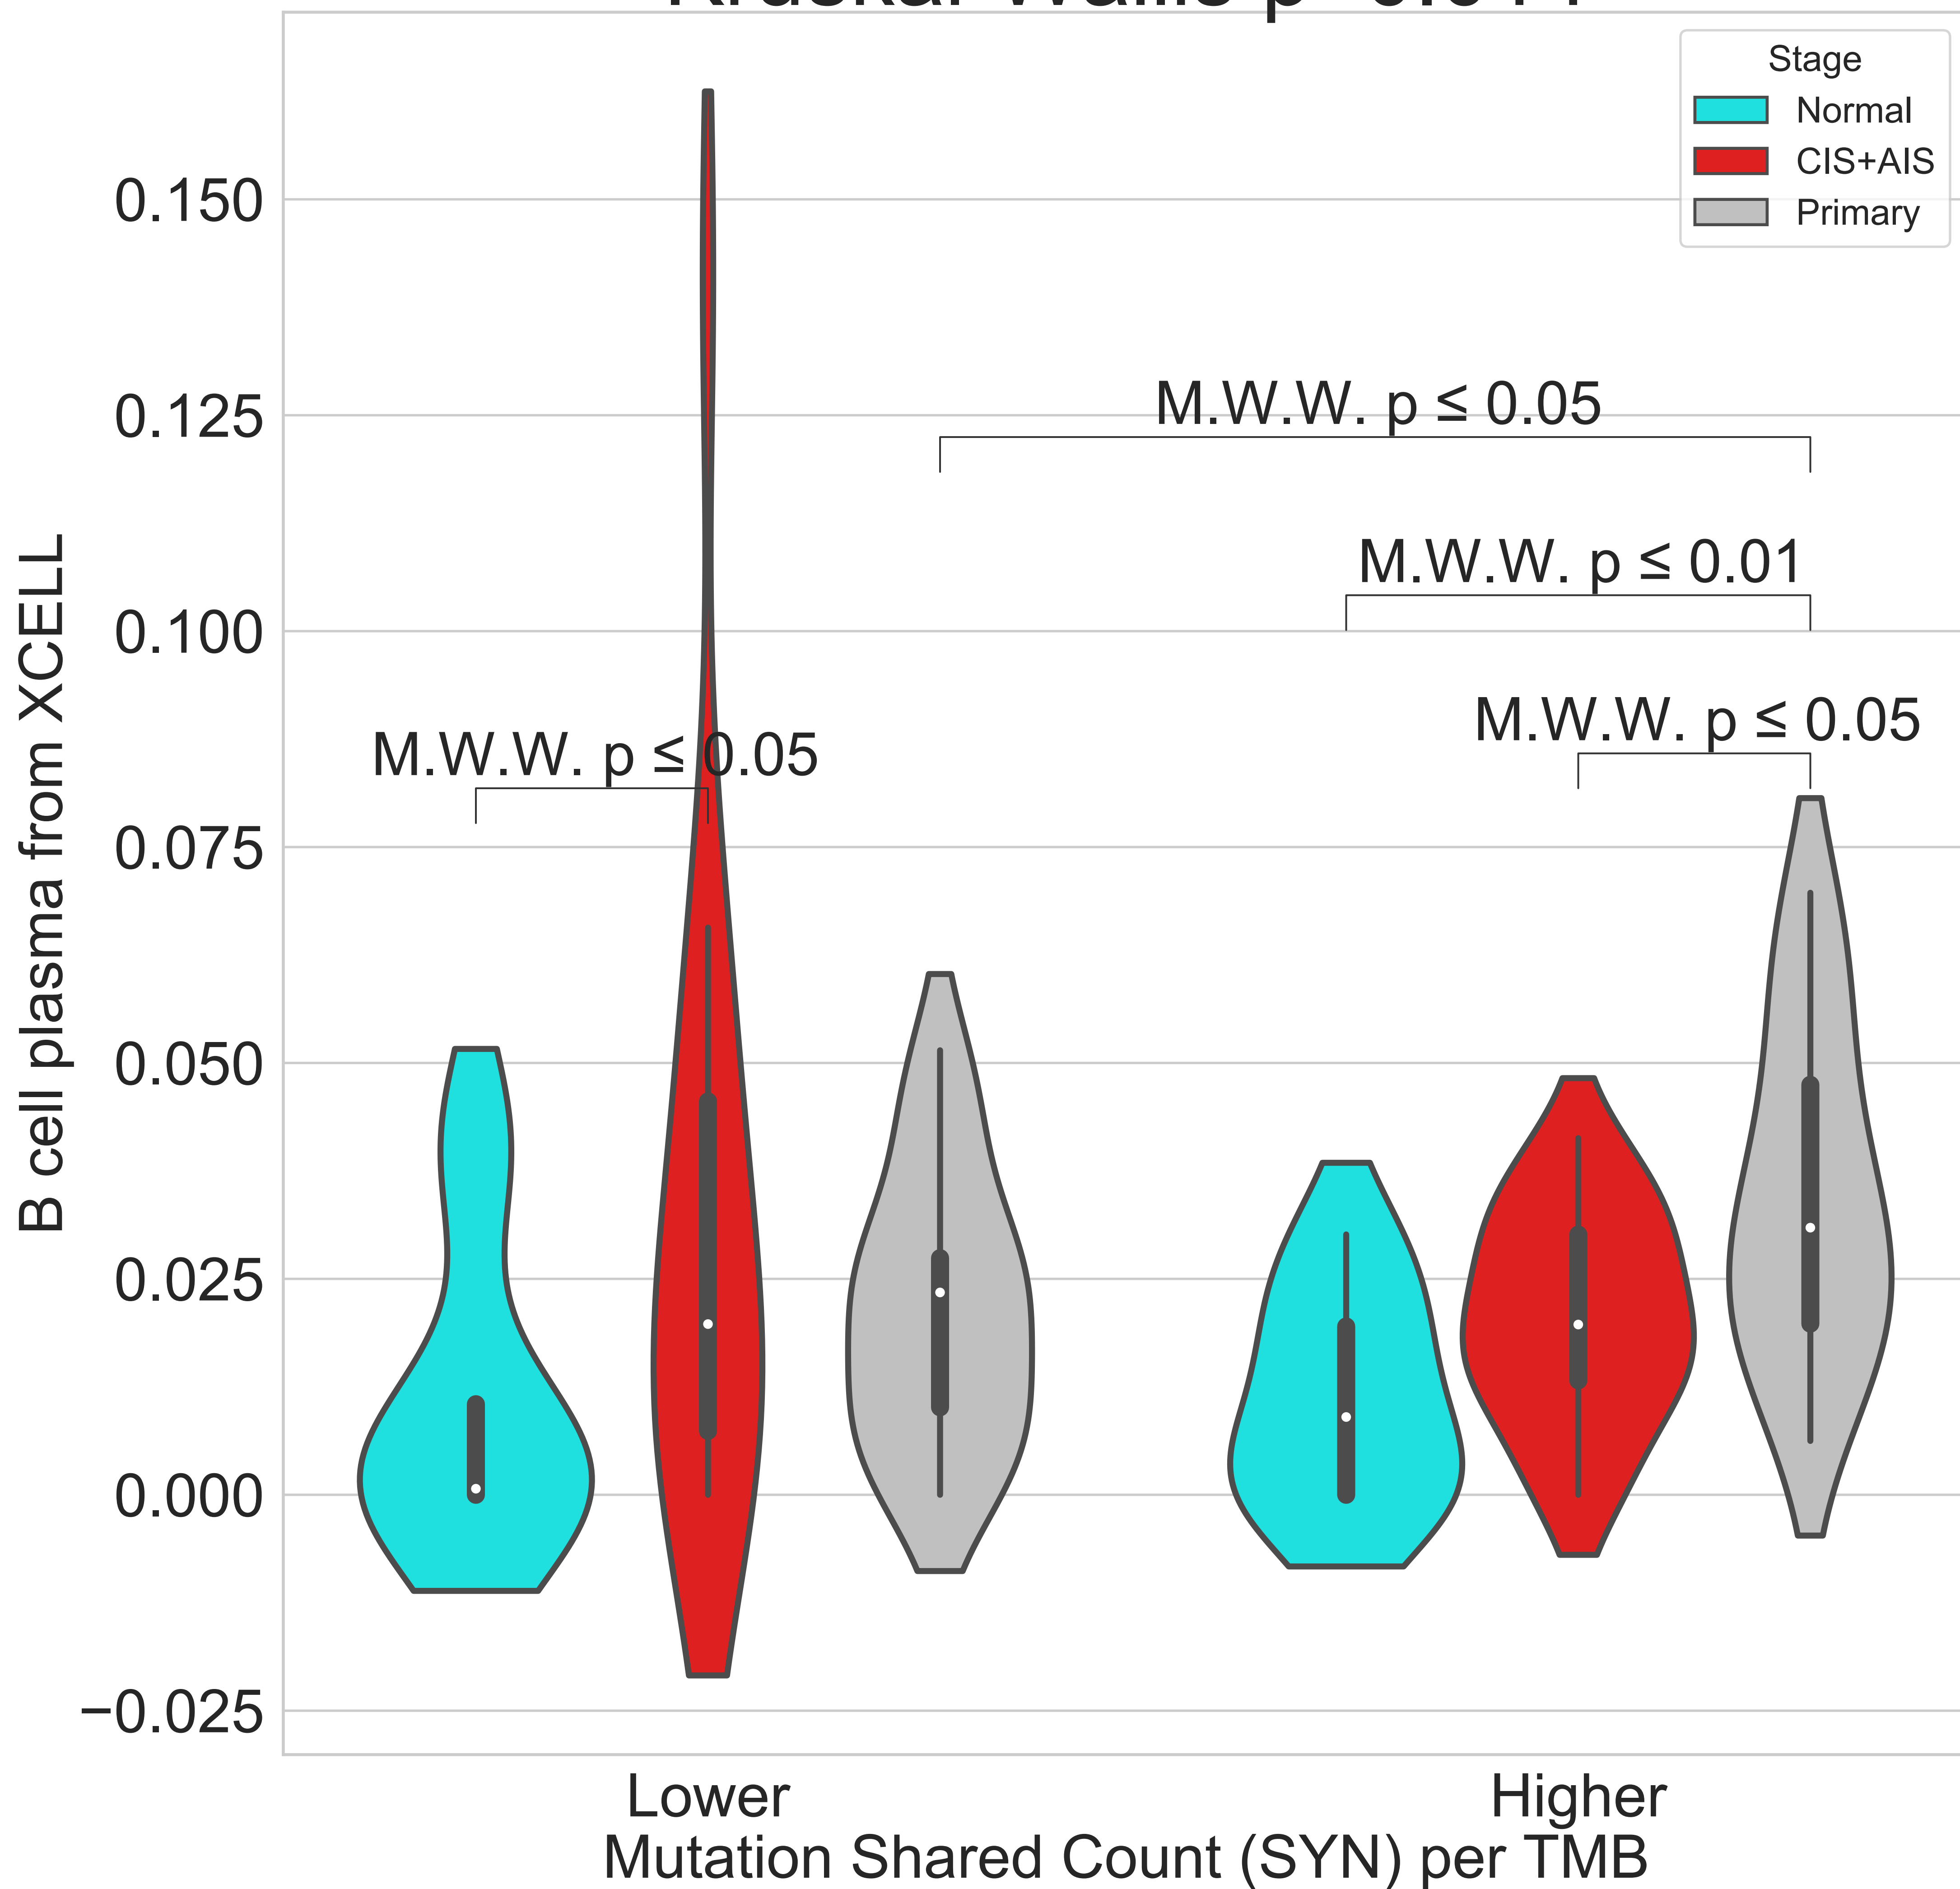 Stage
Normal
CIS+AIS
Primary
0.150
0.125
0.100
0.075
0.050
0.025
0.000
−0.025
B cell plasma from XCELL
M.W.W. p ≤ 0.05
M.W.W. p ≤ 0.01
M.W.W. p ≤ 0.05
M.W.W. p ≤ 0.05
Lower
Higher
Mutation Shared Count (SYN) per TMB